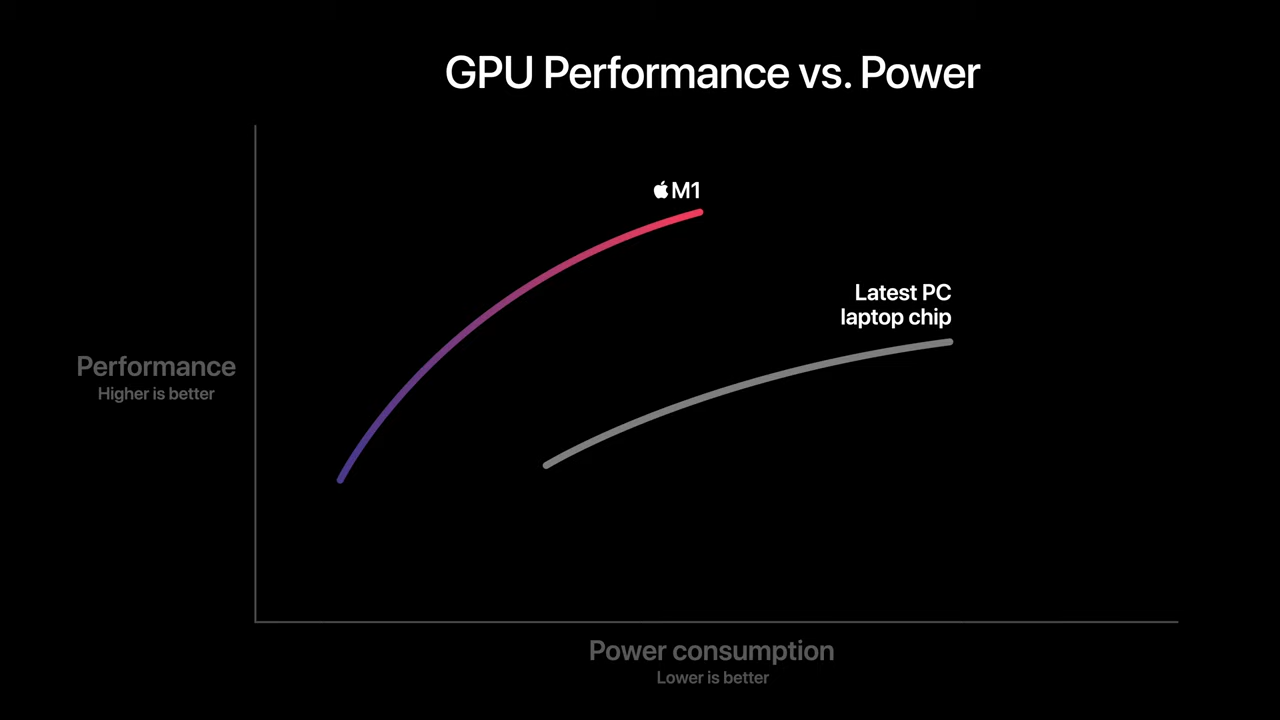 GPU Performance vs. Power
M1
Latest PC
laptop chip
Performance
Higher is better
Power consumption
Lower is better